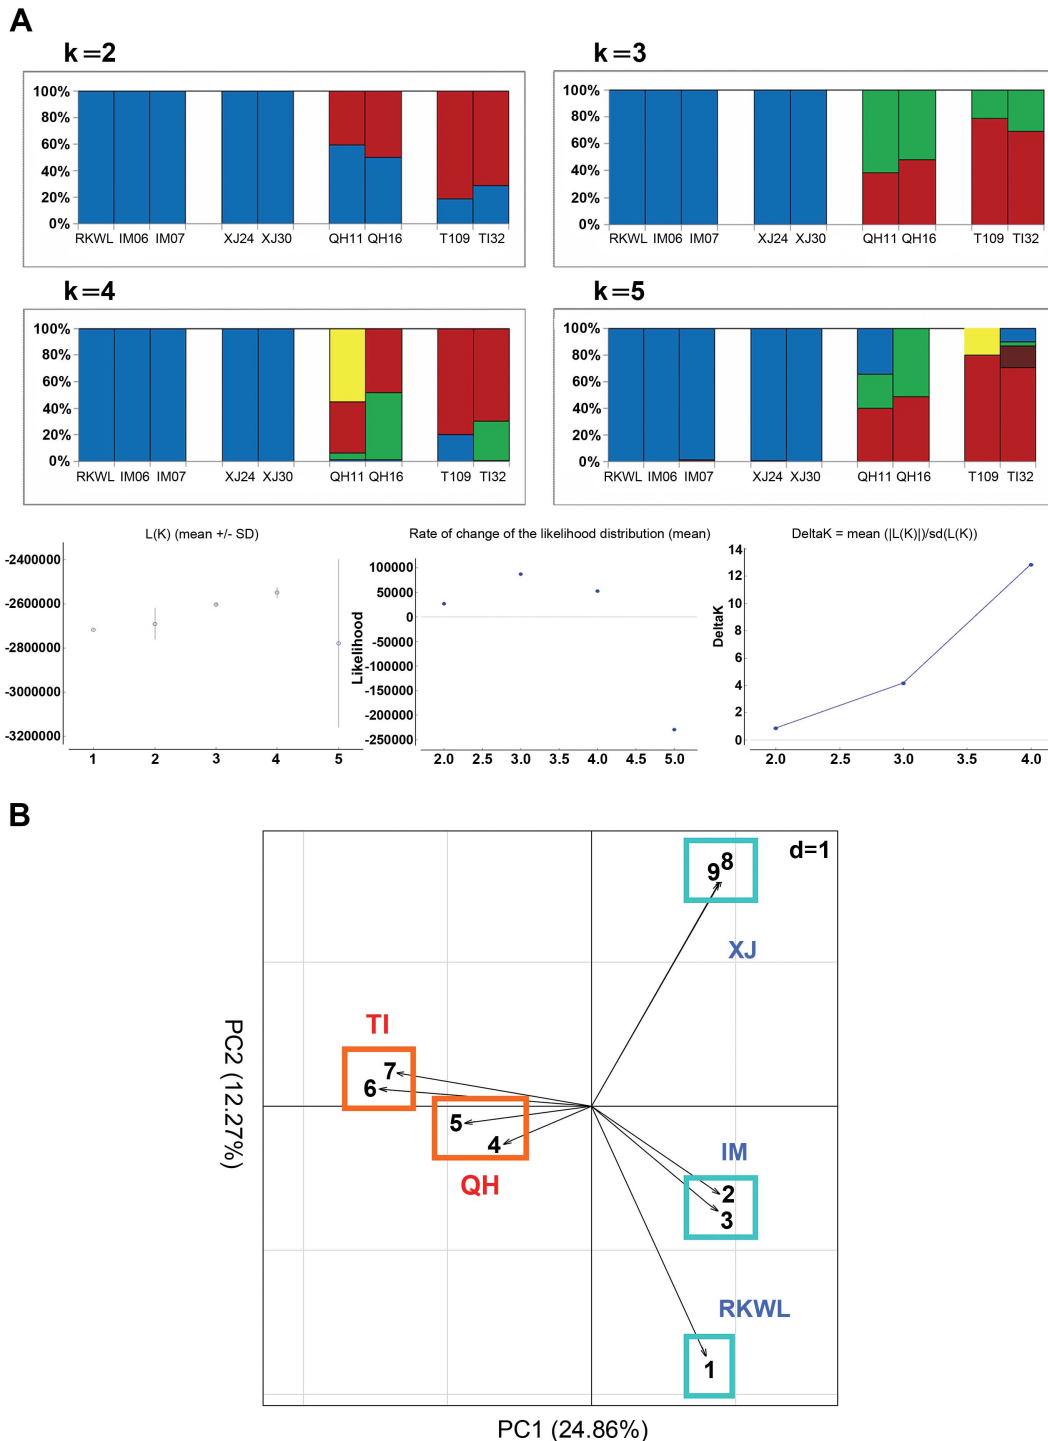 A
k=2
100%
80%
60%
40%
20%
0%
RKWL IM06 IM07 XJ24 XJ30 QH11 QH16 T109 TI32
k=3
100%
80%
60%
40%
20%
0%
RKWL IM06 IM07 XJ24 XJ30 QH11 QH16 T109 TI32
k=4
100%
80%
60%
40%
20%
0%
RKWL IM06 IM07 XJ24 XJ30 QH11 QH16 T109 TI32
k=5
100%
80%
60%
40%
20%
0%
RKWL IM06 IM07 XJ24 XJ30 QH11 QH16 T109 TI32
L(K) (mean +/- SD)
-2400000
-2600000
-2800000
-3000000
-3200000
1 2 3 4 5
Rate of change of the likelihood distribution (mean)
Likelihood
100000
50000
0
-50000
-100000
-150000
-200000
-250000
2.0 2.5 3.0 3.5 4.0 4.5 5.0
DeltaK = mean (|L(K)|)/sd(L(K))
DeltaK
14
12
10
8
6
4
2
0
2.0 2.5 3.0 3.5 4.0
B
d=1
9 8
XJ
TI
7
6
5
4
QH
IM
2
3
RKWL
1
PC2 (12.27%)
PC1 (24.86%)